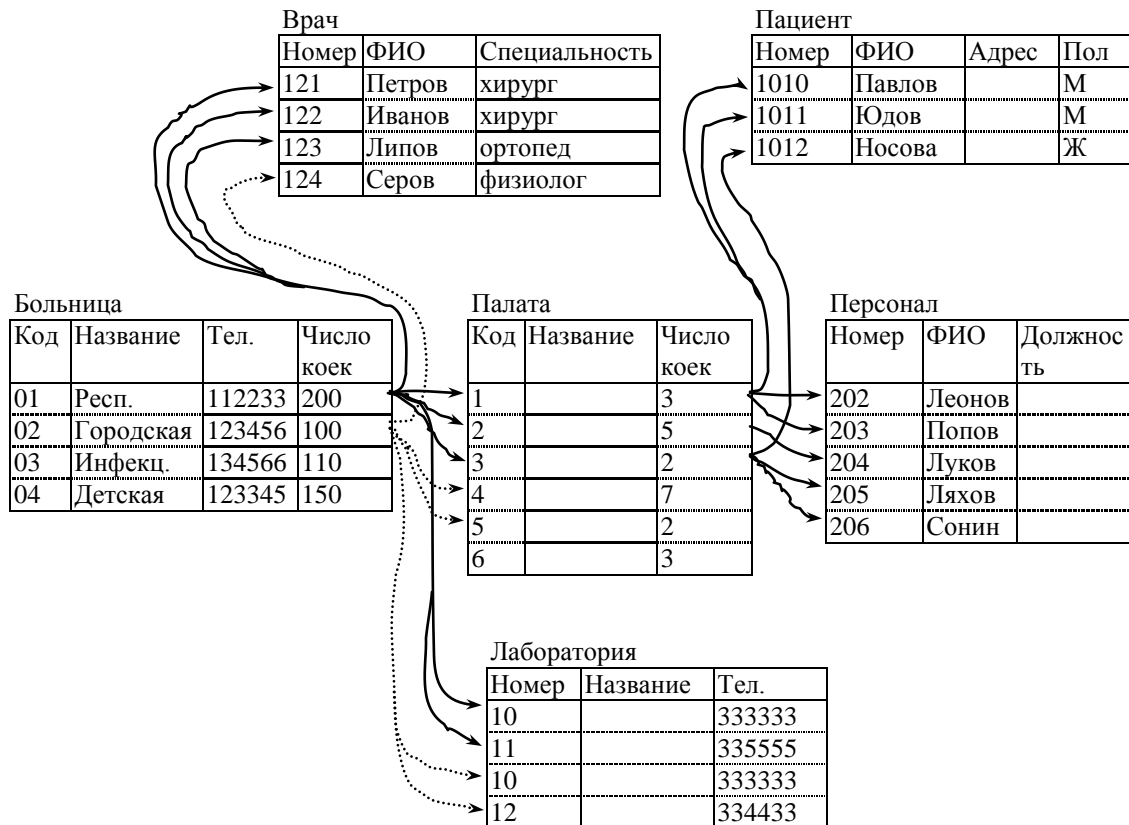 Врач
Номер ФИО Специальность
121 Петров хирург
122 Иванов хирург
123 Липов ортопед
124 Серов физиолог
Пациент
Номер ФИО Адрес Пол
1010 Павлов М
1011 Юдов М
1012 Носова Ж
Больница
Код Название Тел. Число
коек
01 Респ. 112233 200
02 Городская 123456 100
03 Инфекц. 134566 110
04 Детская 123345 150
Палата
Код Название Число
коек
1 3
2 5
3 2
4 7
5 2
6 3
Персонал
Номер ФИО Должнос
ть
202 Леонов
203 Попов
204 Луков
205 Ляхов
206 Сонин
Лаборатория
Номер Название Тел.
10 333333
11 335555
10 333333
12 334433